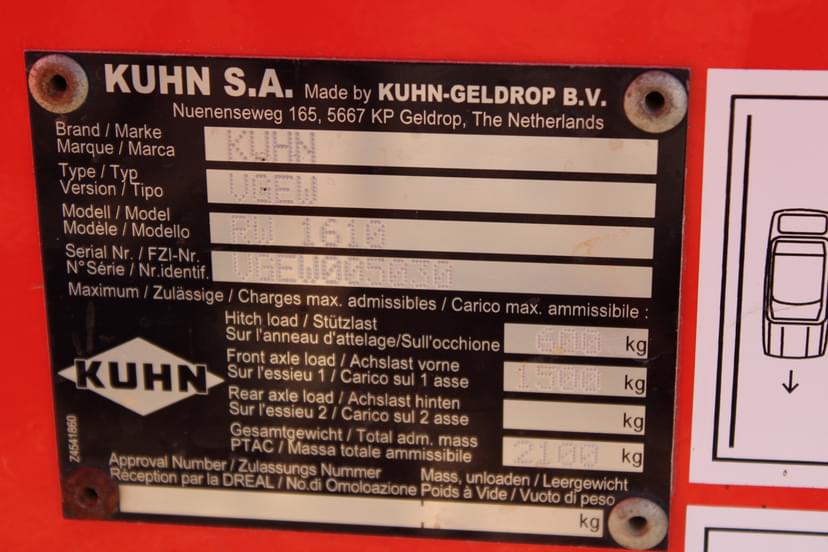 KUHN S.A. Made by KUHN-GELDROP B.V.
Nuenenseweg 165, 5667 KP Geldrop, The Netherlands
Brand / Marke
Marque / Marca
KUHN
Type / Typ
Version / Tipo
VGEW
Modell / Model
Modèle / Modello
RW 1610
Serial Nr. / FZI-Nr.
N°Série / Nr.identif.
VGEW005030
Maximum / Zulässige / Charges max. admissibles / Carico max. ammissibile :
Hitch load / Stützlast
Sur l'anneau d'attelage/Sull'occhione
600 kg
Front axle load / Achslast vorne
Sur l'essieu 1 / Carico sul 1 asse
1500 kg
Rear axle load / Achslast hinten
Sur l'essieu 2 / Carico sul 2 asse
kg
Gesamtgewicht / Total adm. mass
PTAC / Massa totale ammissibile
2100 kg
KUHN
Z4541860
Approval Number / Zulassungs Nummer
Réception par la DREAL / No.di Omoloazione
Mass, unloaden / Leergewicht
Poids à Vide / Vuoto di peso
kg